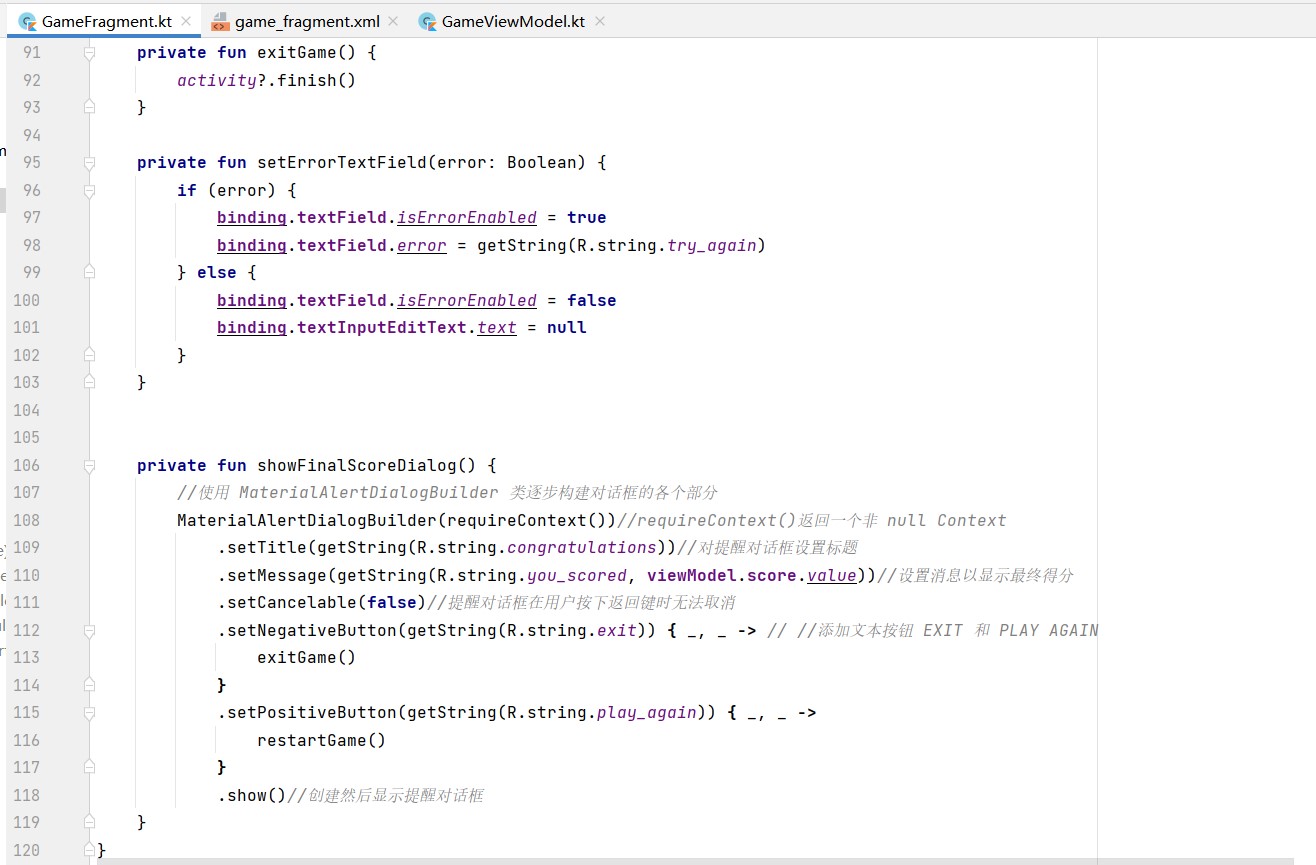 GameFragment.kt game_fragment.xml GameViewModel.kt
91 private fun exitGame() {
92 activity?.finish()
93 }
94
95 private fun setErrorTextField(error: Boolean) {
96 if (error) {
97 binding.textField.isErrorEnabled = true
98 binding.textField.error = getString(R.string.try_again)
99 } else {
100 binding.textField.isErrorEnabled = false
101 binding.textInputEditText.text = null
102 }
103 }
104
105
106 private fun showFinalScoreDialog() {
107 //使用 MaterialAlertDialogBuilder 类逐步构建对话框的各个部分
108 MaterialAlertDialogBuilder(requireContext())//requireContext()返回一个非 null Context
109 .setTitle(getString(R.string.congratulations))//对提醒对话框设置标题
110 .setMessage(getString(R.string.you_scored, viewModel.score.value))//设置消息以显示最终得分
111 .setCancelable(false)//提醒对话框在用户按下返回键时无法取消
112 .setNegativeButton(getString(R.string.exit)) { _, _ -> // //添加文本按钮 EXIT 和 PLAY AGAIN
113 exitGame()
114 }
115 .setPositiveButton(getString(R.string.play_again)) { _, _ ->
116 restartGame()
117 }
118 .show()//创建然后显示提醒对话框
119 }
120 }